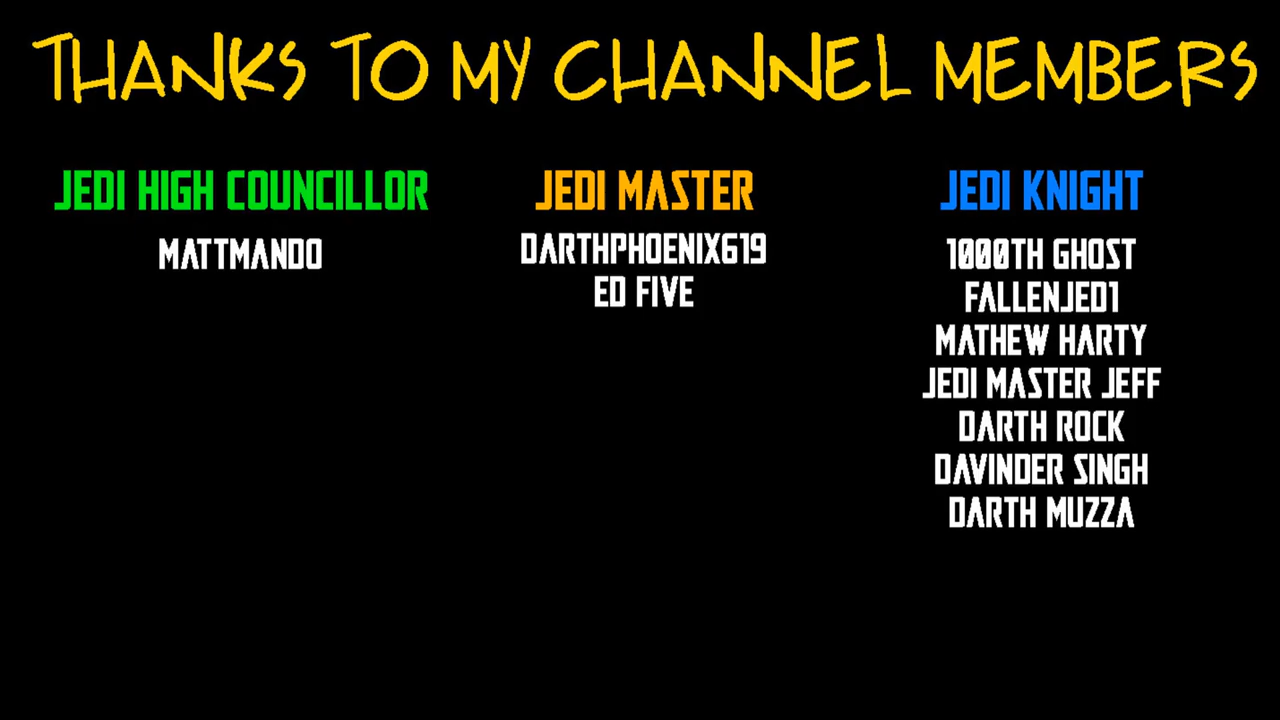 THANKS TO MY CHANNEL MEMBERS
JEDI HIGH COUNCILLOR
MATTMANDO
JEDI MASTER
DARTHPHOENIX619
ED FIVE
JEDI KNIGHT
1000TH GHOST
FALLENJED1
MATHEW HARTY
JEDI MASTER JEFF
DARTH ROCK
DAVINDER SINGH
DARTH MUZZA